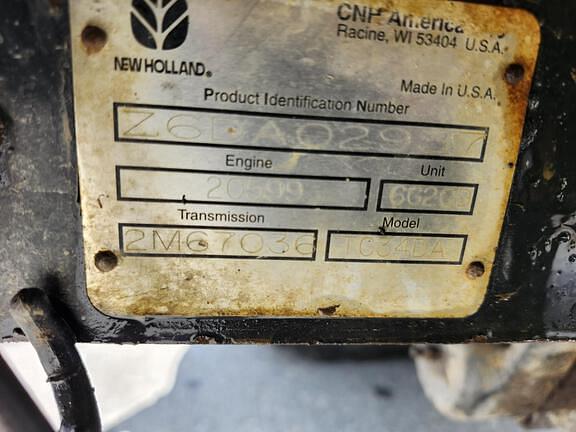 CNH America
Racine, WI 53404 U.S.A.
NEW HOLLAND®
Made in U.S.A.
Product Identification Number
Engine Unit
20599
Transmission Model
2M67036 TC34DA